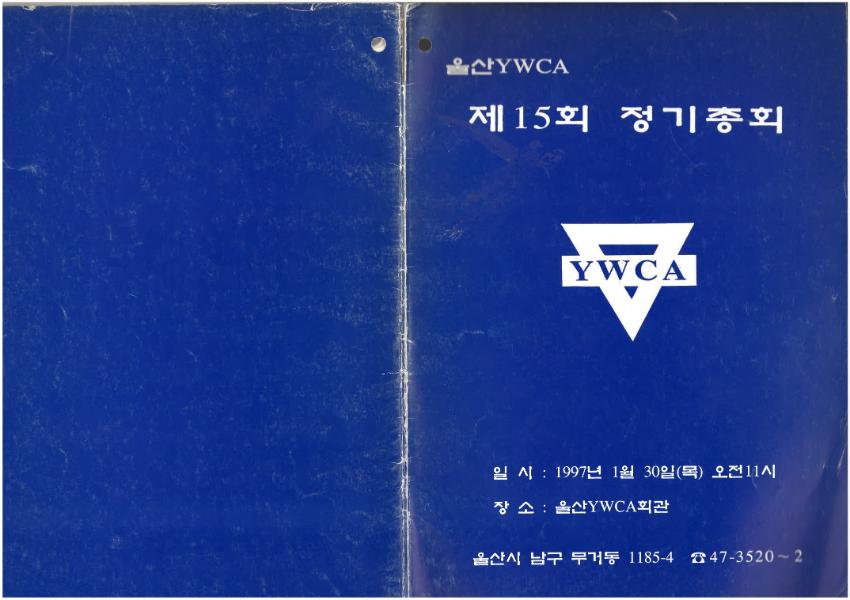 울산YWCA
제15회 정기총회
YWCA
일 시 : 1997년 1월 30일(목) 오전11시
장 소 : 울산YWCA회관
울산시 남구 무거동 1185-4 ☎47-3520~2